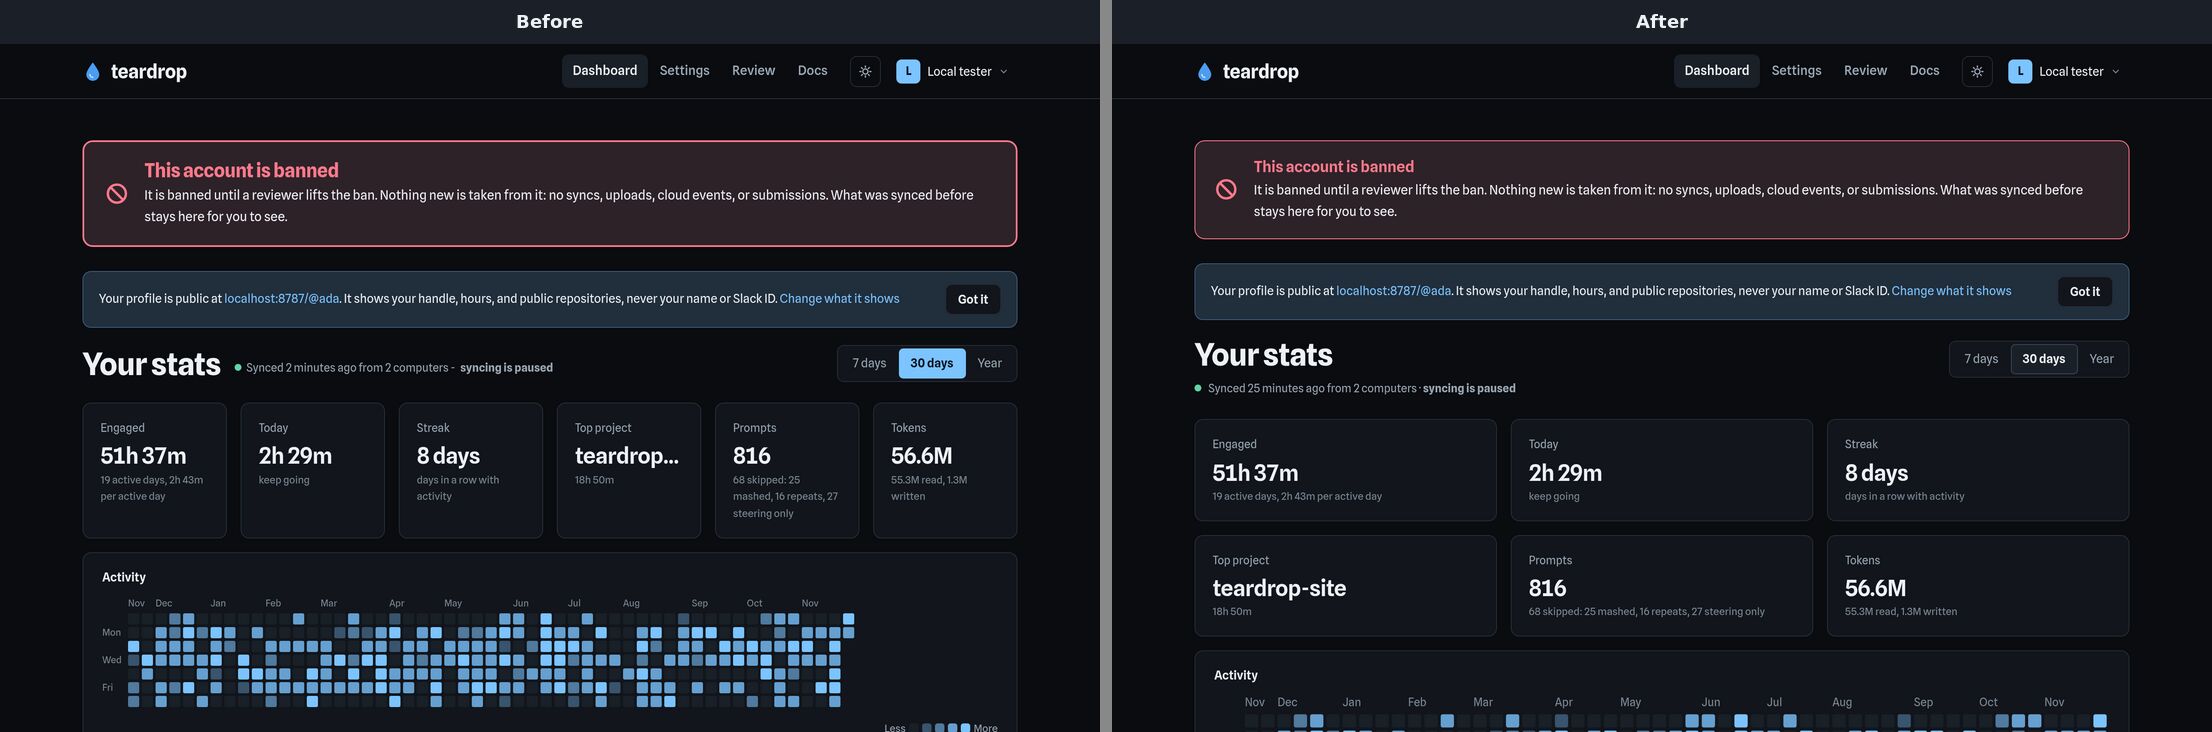 Before
teardrop
Dashboard Settings Review Docs L Local tester
This account is banned
It is banned until a reviewer lifts the ban. Nothing new is taken from it: no syncs, uploads, cloud events, or submissions. What was synced before
stays here for you to see.
Your profile is public at localhost:8787/@ada. It shows your handle, hours, and public repositories, never your name or Slack ID. Change what it shows
Got it
Your stats
Synced 2 minutes ago from 2 computers - syncing is paused
7 days 30 days Year
Engaged
51h 37m
19 active days, 2h 43m
per active day
Today
2h 29m
keep going
Streak
8 days
days in a row with
activity
Top project
teardrop...
18h 50m
Prompts
816
68 skipped: 25
mashed, 16 repeats, 27
steering only
Tokens
56.6M
55.3M read, 1.3M
written
Activity
Nov Dec Jan Feb Mar Apr May Jun Jul Aug Sep Oct Nov
Mon
Wed
Fri
Less More
After
teardrop
Dashboard Settings Review Docs L Local tester
This account is banned
It is banned until a reviewer lifts the ban. Nothing new is taken from it: no syncs, uploads, cloud events, or submissions. What was synced before
stays here for you to see.
Your profile is public at localhost:8787/@ada. It shows your handle, hours, and public repositories, never your name or Slack ID. Change what it shows
Got it
Your stats
Synced 25 minutes ago from 2 computers · syncing is paused
7 days 30 days Year
Engaged
51h 37m
19 active days, 2h 43m per active day
Today
2h 29m
keep going
Streak
8 days
days in a row with activity
Top project
teardrop-site
18h 50m
Prompts
816
68 skipped: 25 mashed, 16 repeats, 27 steering only
Tokens
56.6M
55.3M read, 1.3M written
Activity
Nov Dec Jan Feb Mar Apr May Jun Jul Aug Sep Oct Nov